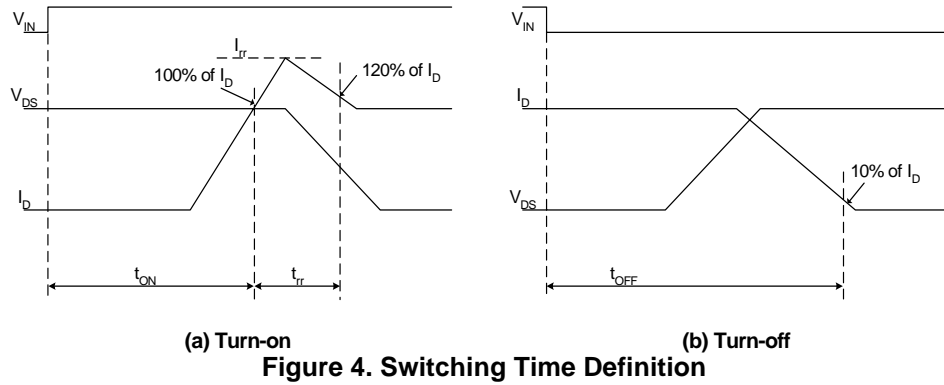 V_IN
I_rr
100% of I_D
120% of I_D
V_DS
I_D
t_ON
t_rr
(a) Turn-on
V_IN
I_D
10% of I_D
V_DS
t_OFF
(b) Turn-off
Figure 4. Switching Time Definition